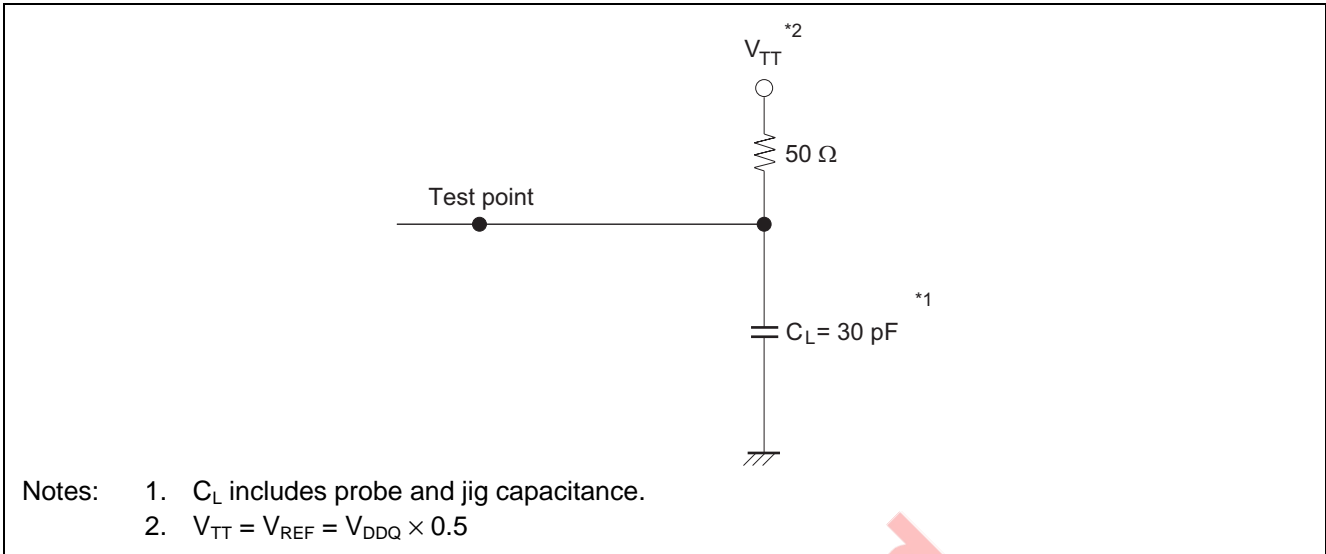 *2
V_TT
50 Ω
Test point
*1
C_L= 30 pF
Notes: 1. C_L includes probe and jig capacitance.
2. V_TT = V_REF = V_DDQ × 0.5